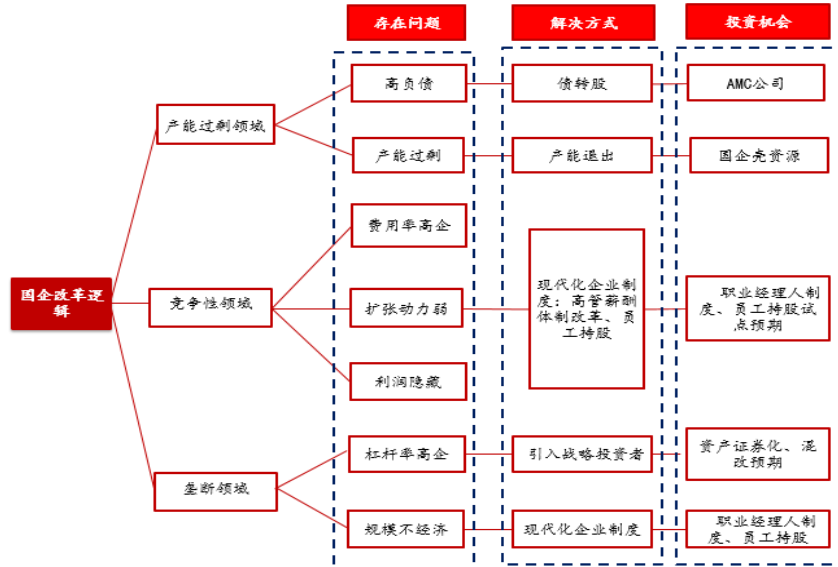 存在问题
解决方式
投资机会
高负债
债转股
AMC公司
产能过剩领域
产能过剩
产能退出
国企壳资源
费用率高企
国企改革逻
辑
竞争性领域
扩张动力弱
现代化企业制
度：高管薪酬
体制改革、员
工持股
职业经理人制
度、员工持股试
点预期
利润隐藏
垄断领域
杠杆率高企
引入战略投资者
资产证券化、混
改预期
规模不经济
现代化企业制度
职业经理人制
度、员工持股